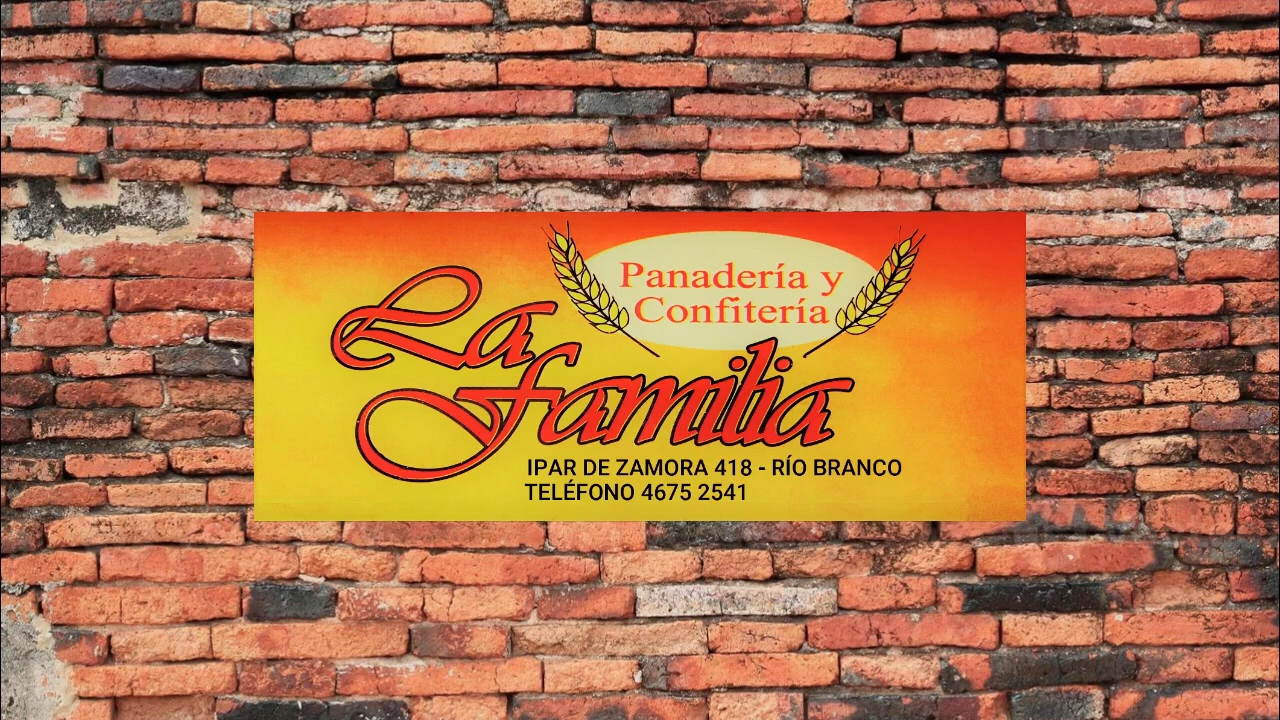 Panadería y
Confitería
La
familia
IPAR DE ZAMORA 418 - RÍO BRANCO
TELÉFONO 4675 2541